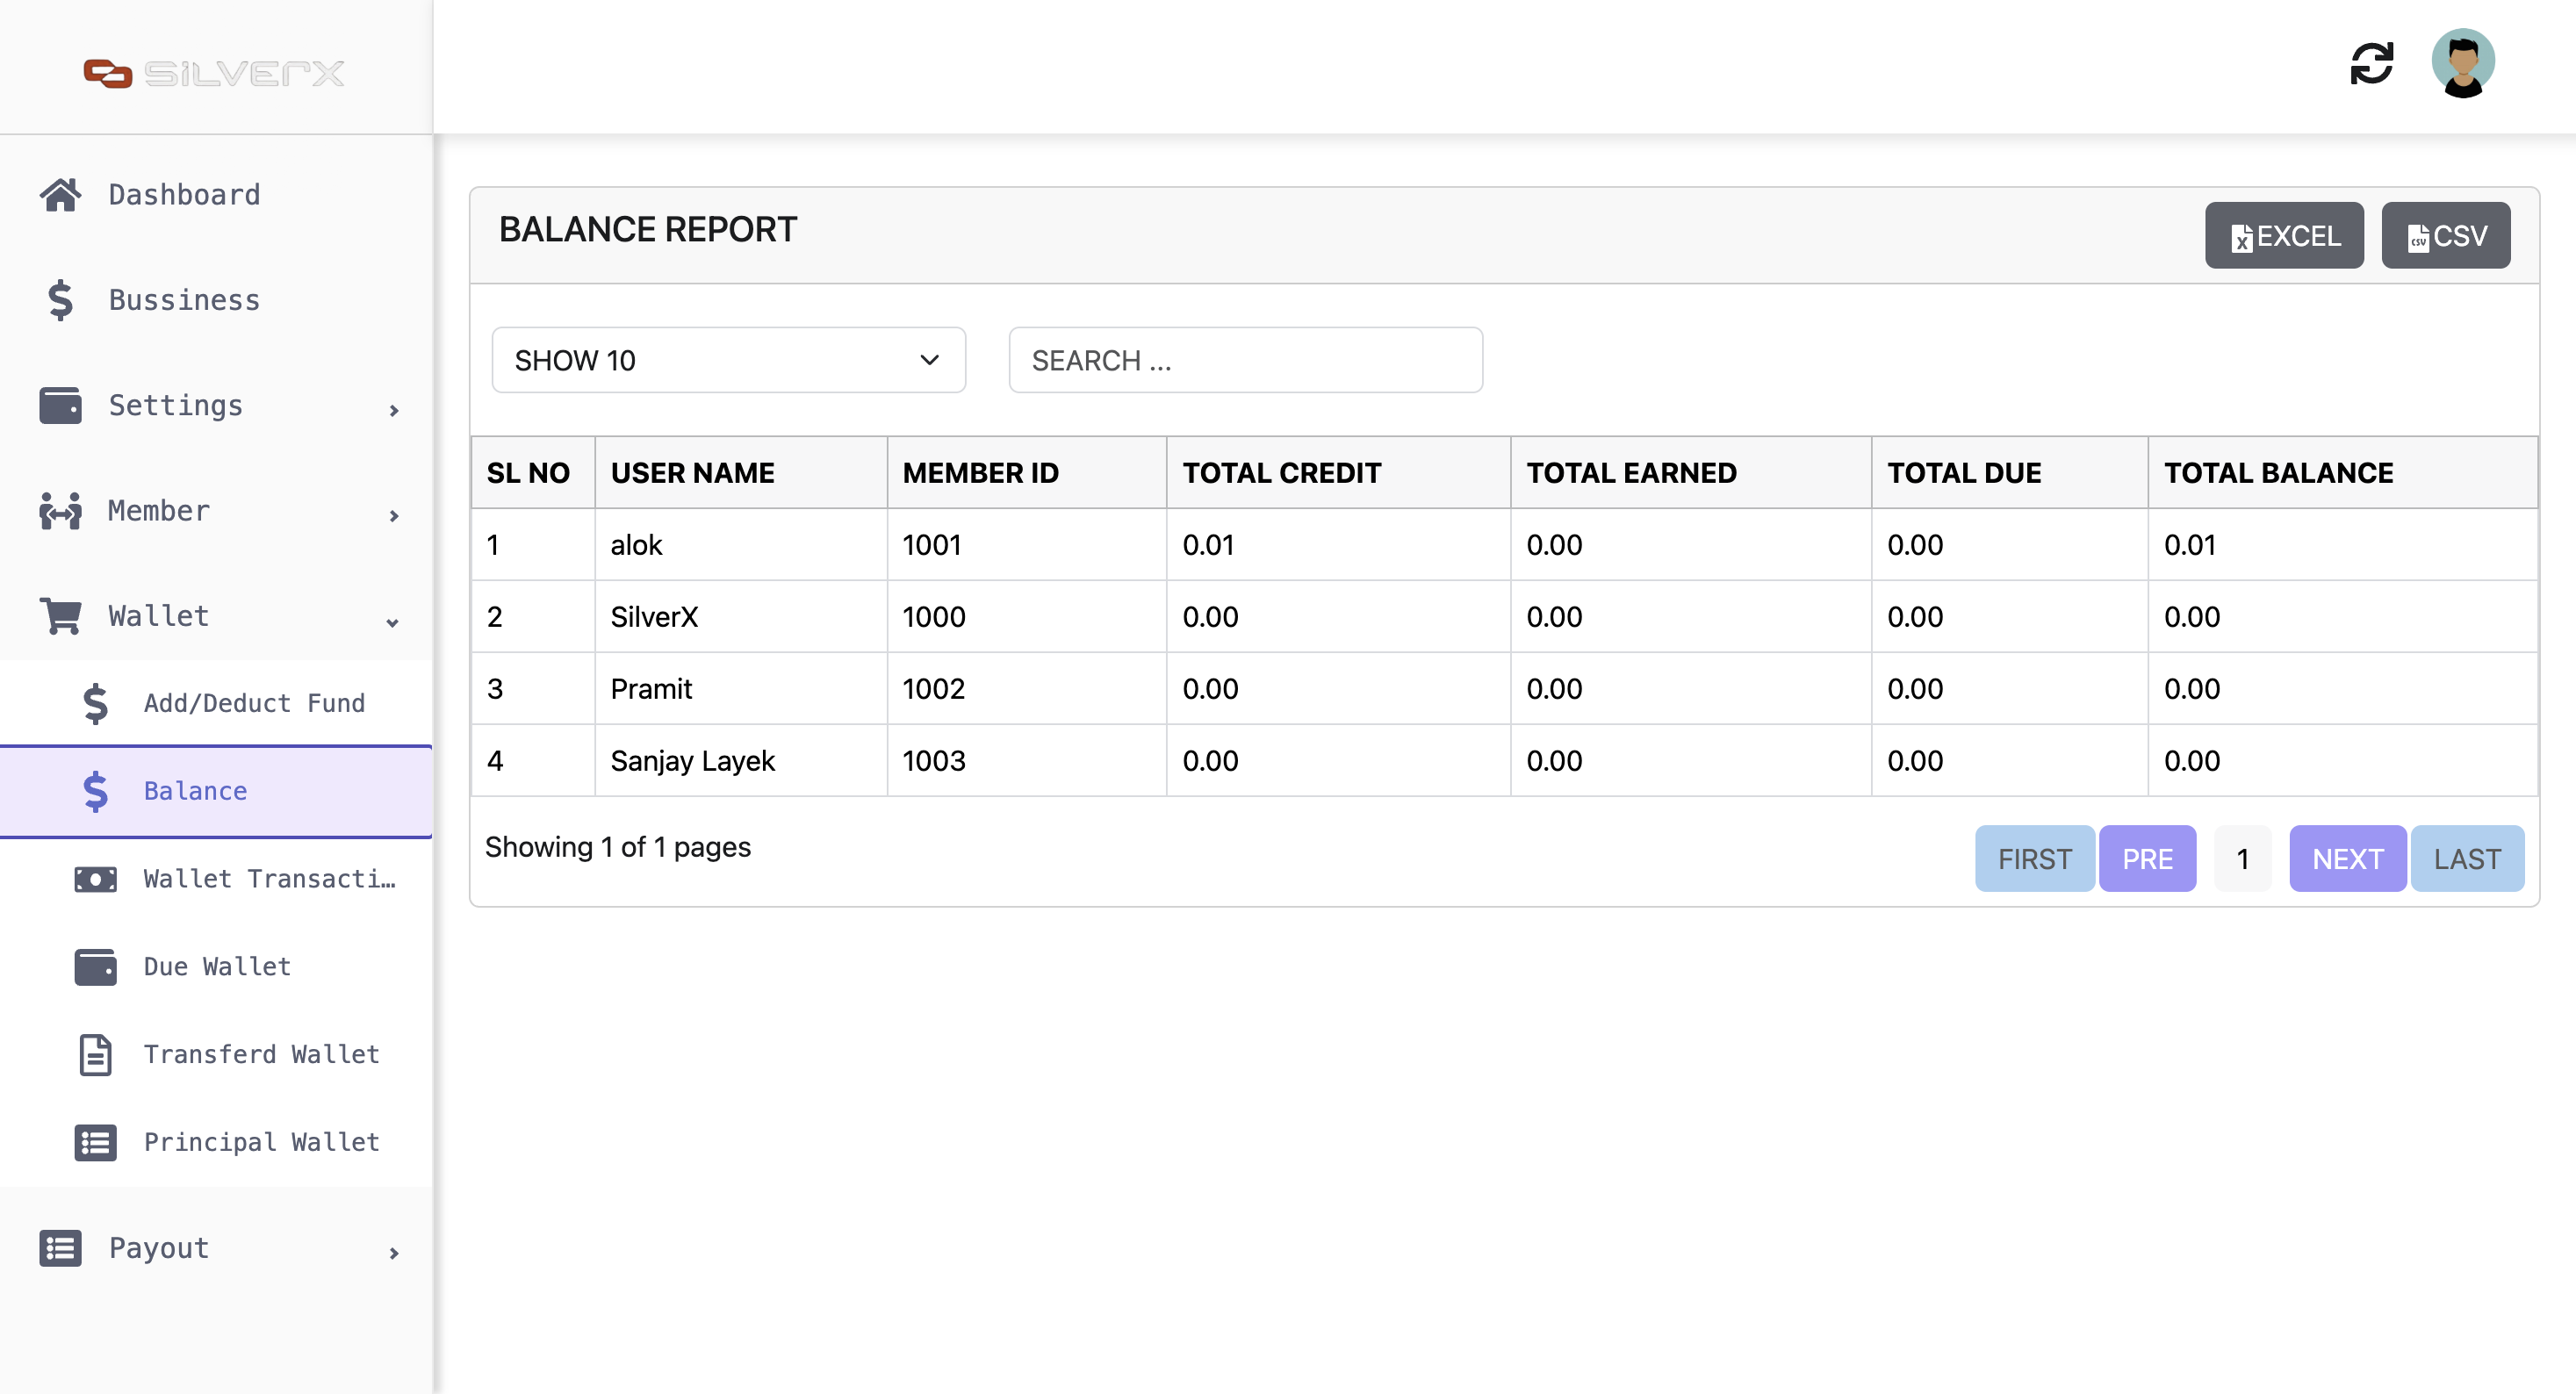 SILVERX
Dashboard
Bussiness
Settings
Member
Wallet
Add/Deduct Fund
Balance
Wallet Transacti…
Due Wallet
Transferd Wallet
Principal Wallet
Payout
BALANCE REPORT
EXCEL CSV
SHOW 10
SEARCH ...
SL NO USER NAME MEMBER ID TOTAL CREDIT TOTAL EARNED TOTAL DUE TOTAL BALANCE
1 alok 1001 0.01 0.00 0.00 0.01
2 SilverX 1000 0.00 0.00 0.00 0.00
3 Pramit 1002 0.00 0.00 0.00 0.00
4 Sanjay Layek 1003 0.00 0.00 0.00 0.00
Showing 1 of 1 pages
FIRST PRE 1 NEXT LAST